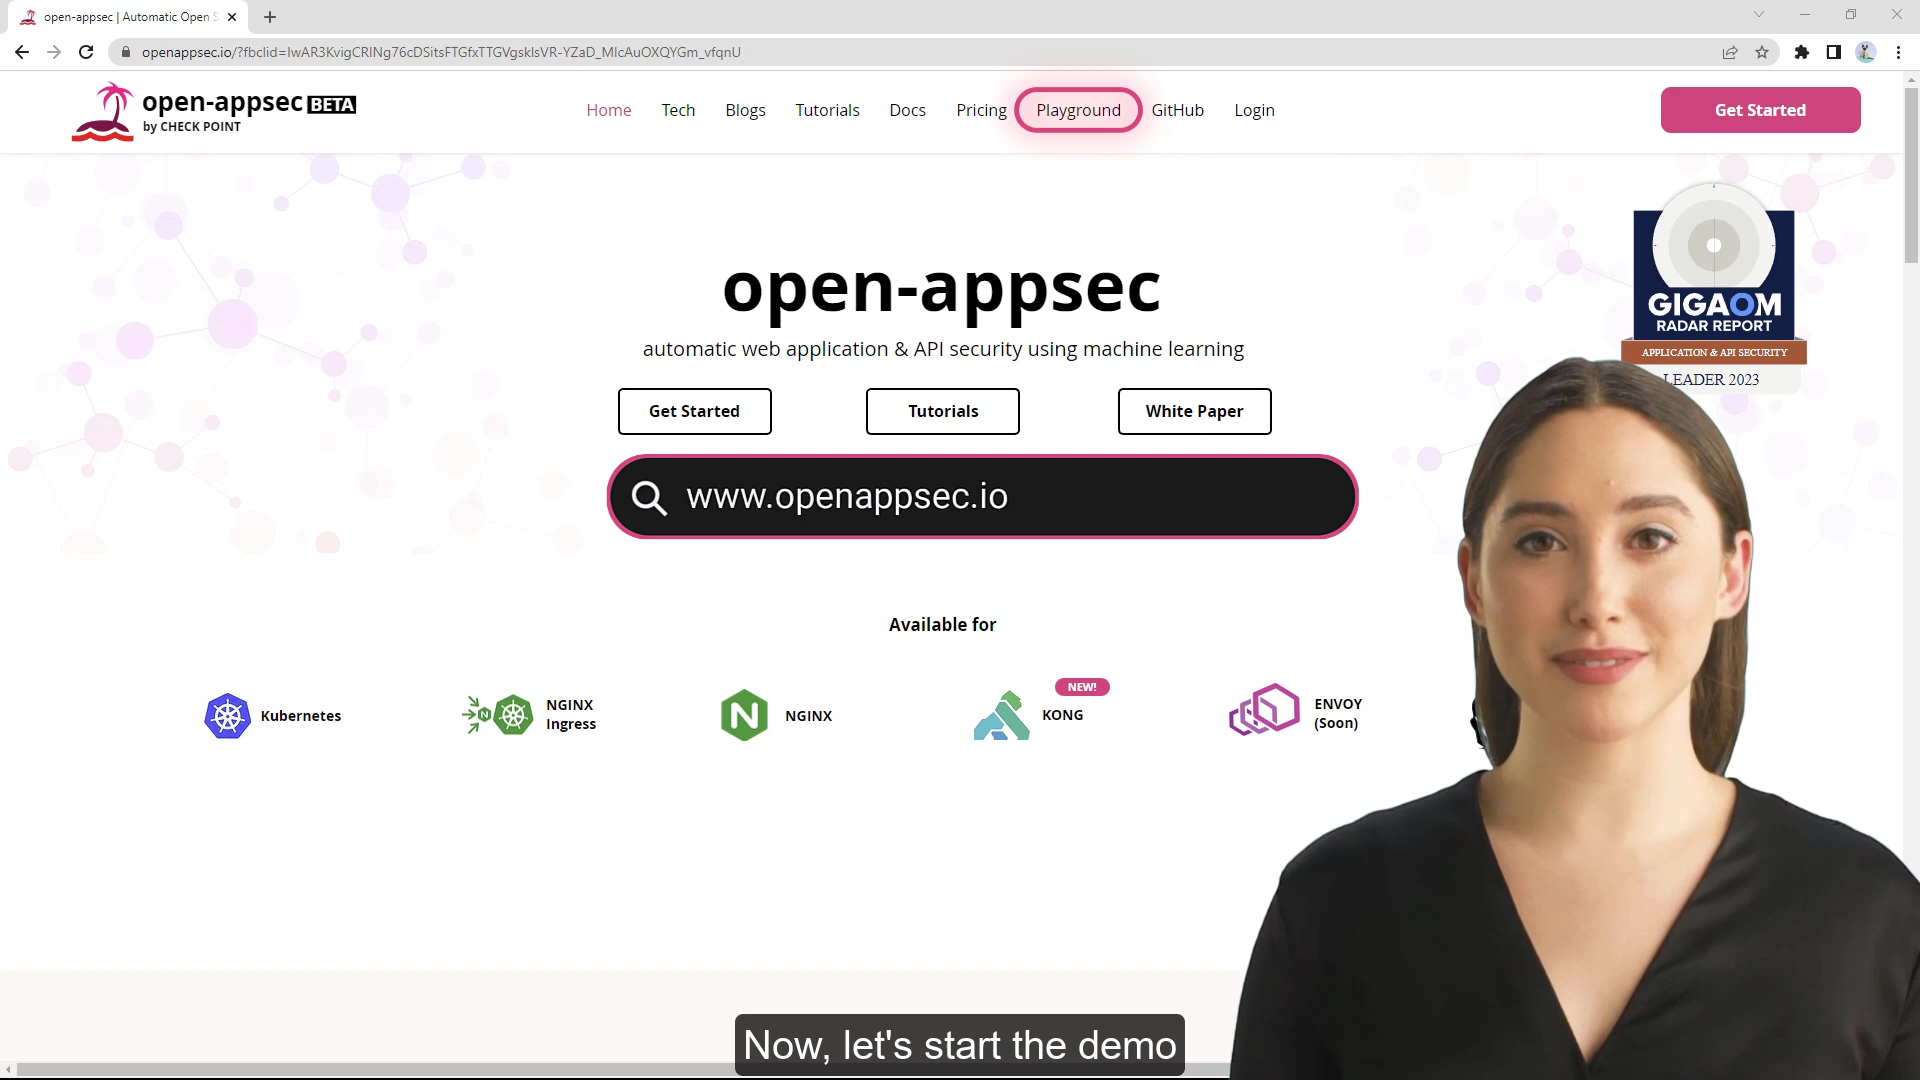 open-appsec | Automatic Open S
openappsec.io/?fbclid=IwAR3KvigCRINg76cDSitsFTGfxTTGVgsklsVR-YZaD_MlcAuOXQYGm_vfqnU
open-appsec BETA
by CHECK POINT
Home Tech Blogs Tutorials Docs Pricing Playground GitHub Login
Get Started
GIGAOM
RADAR REPORT
APPLICATION & API SECURITY
LEADER 2023
open-appsec
automatic web application & API security using machine learning
Get Started Tutorials White Paper
www.openappsec.io
Available for
Kubernetes
NGINX
Ingress
NGINX
NEW!
KONG
ENVOY
(Soon)
Now, let's start the demo